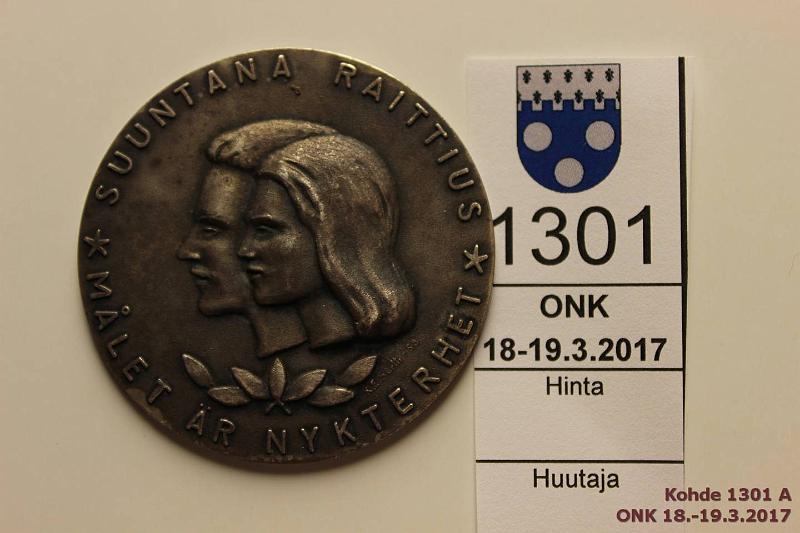 SUUNTANA RAITTIUS
MÅLET ÄR NYKTERHET
1301
ONK
18-19.3.2017
Hinta
Huutaja
Kohde 1301 A
ONK 18.-19.3.2017